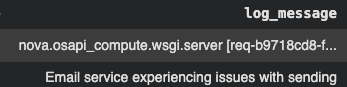 log_message
nova.osapi_compute.wsgi.server [req-b9718cd8-f...
Email service experiencing issues with sending